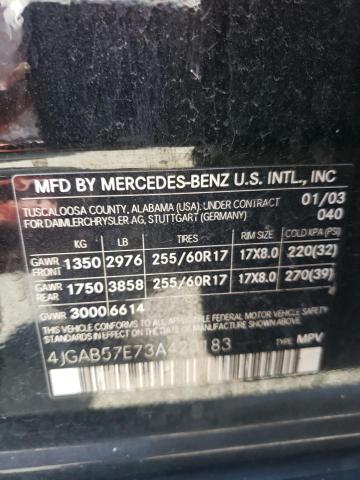 MFD BY MERCEDES-BENZ U.S. INTL., INC
TUSCALOOSA COUNTY, ALABAMA (USA): UNDER CONTRACT 01/03
FOR DAIMLERCHRYSLER AG, STUTTGART (GERMANY) 040
KG LB TIRES RIM SIZE COLD KPA (PSI)
GAWR FRONT 1350 2976 255/60R17 17X8.0 220(32)
GAWR REAR 1750 3858 255/60R17 17X8.0 270(39)
GVWR 3000 6614
TYPE MPV